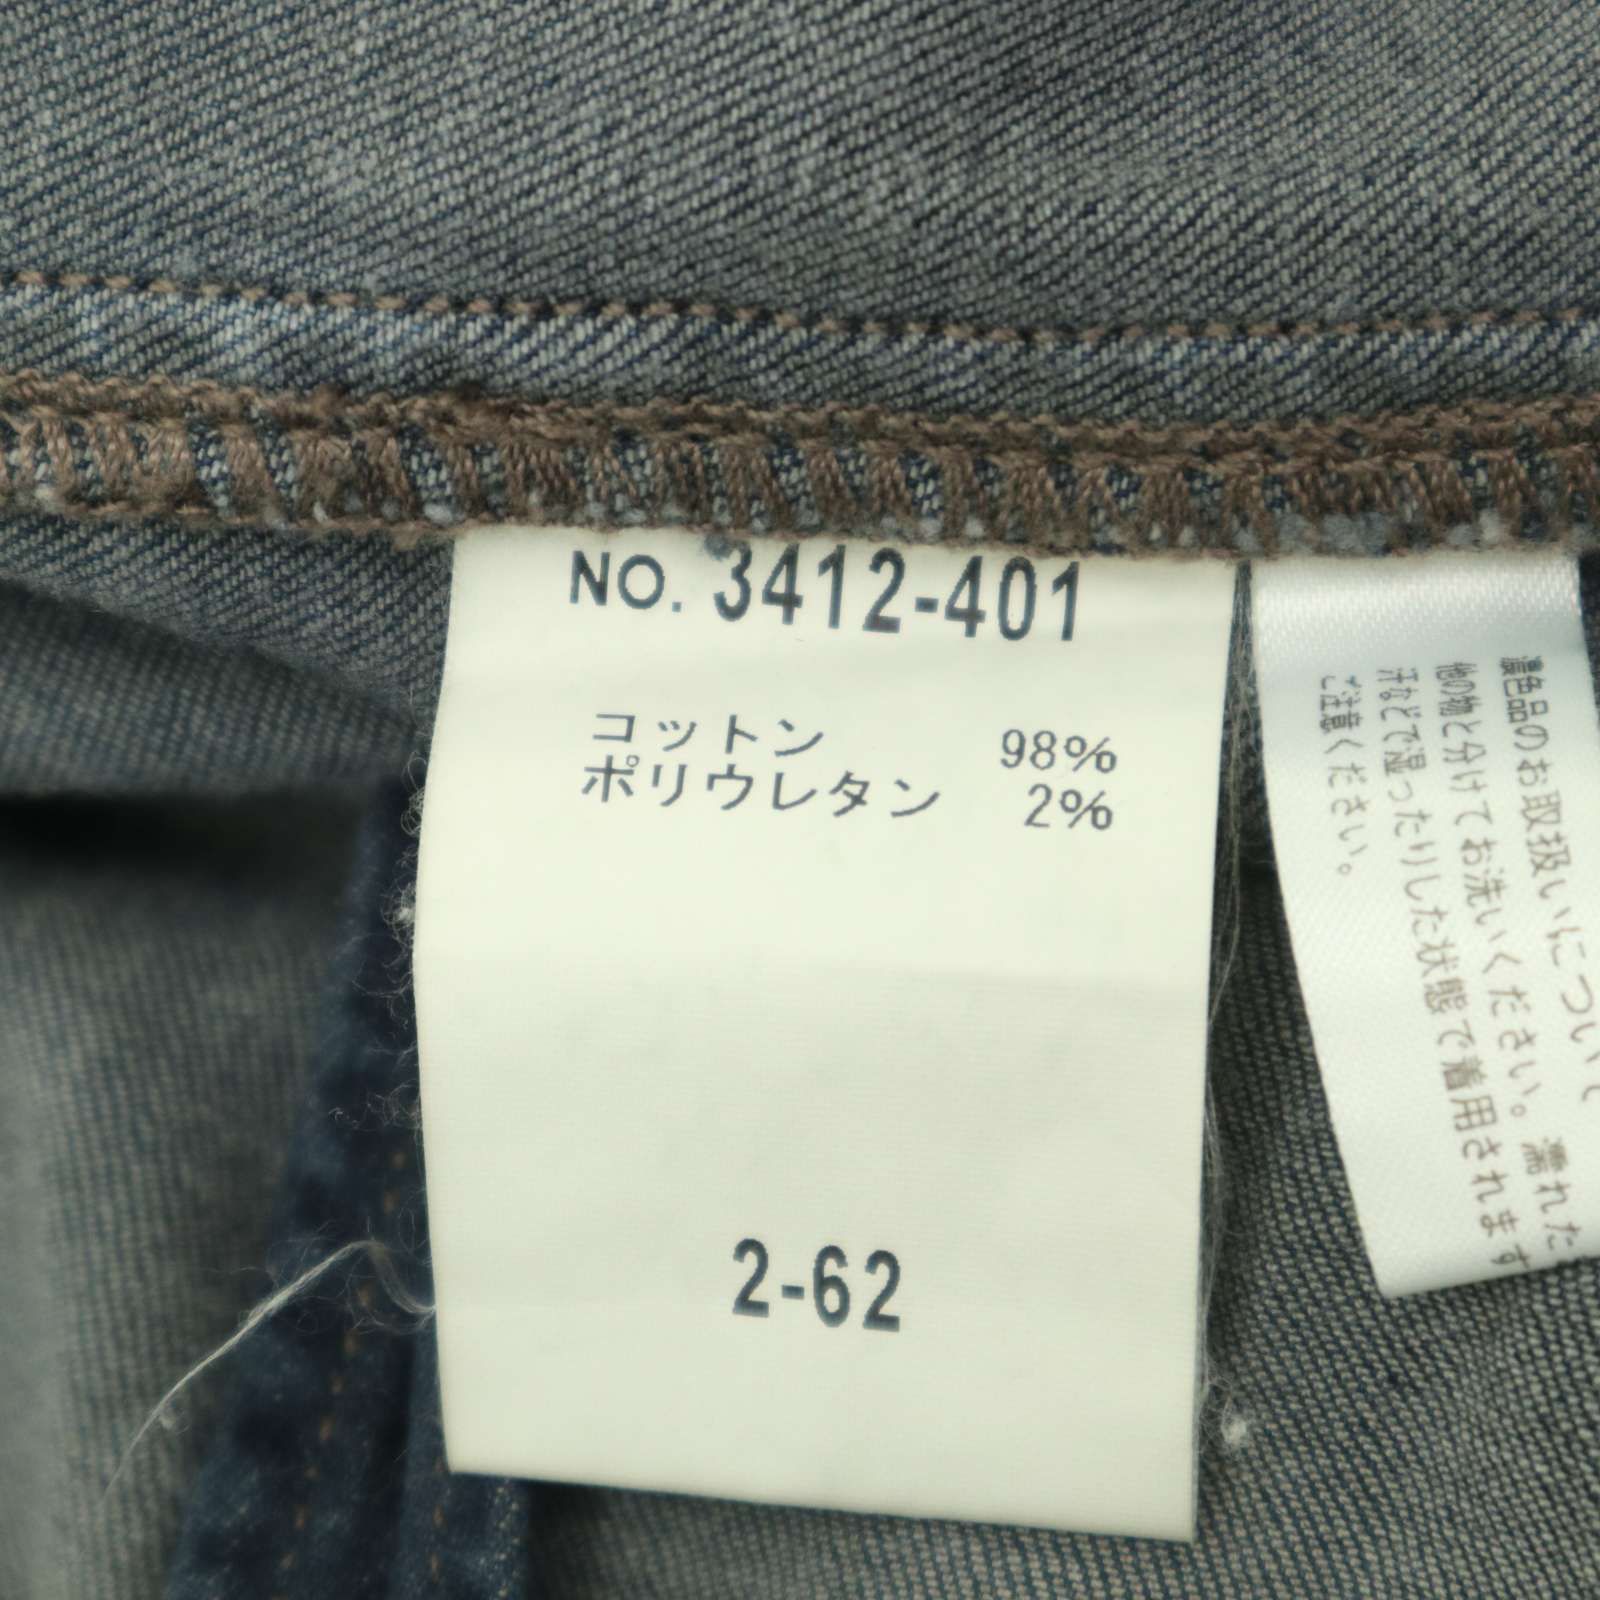 NO. 3412-401
コットン 98%
ポリウレタン 2%
2-62
濃色品のお取扱いについて
他の物と分けてお洗いください。濡れた
汗などで湿ったりした状態で着用されます
ご注意ください。